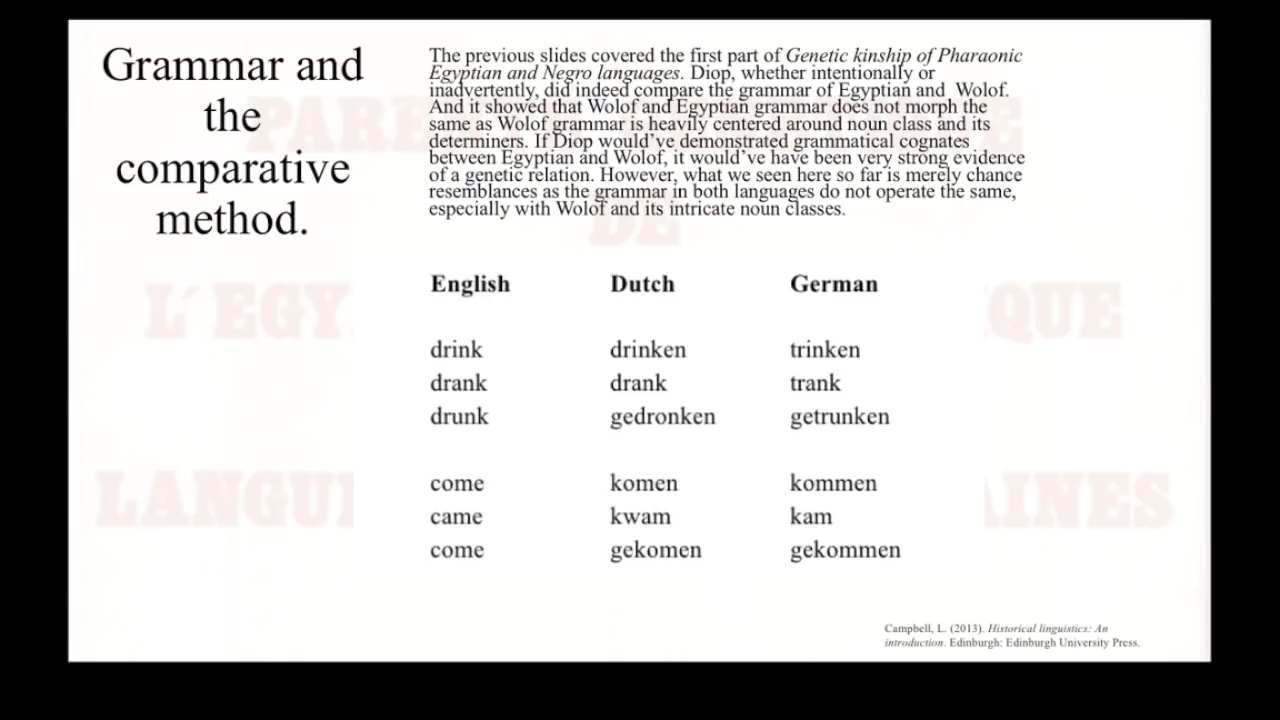 Grammar and
the
comparative
method.
The previous slides covered the first part of Genetic kinship of Pharaonic
Egyptian and Negro languages. Diop, whether intentionally or
inadvertently, did indeed compare the grammar of Egyptian and Wolof.
And it showed that Wolof and Egyptian grammar does not morph the
same as Wolof grammar is heavily centered around noun class and its
determiners. If Diop would’ve demonstrated grammatical cognates
between Egyptian and Wolof, it would’ve have been very strong evidence
of a genetic relation. However, what we seen here so far is merely chance
resemblances as the grammar in both languages do not operate the same,
especially with Wolof and its intricate noun classes.
DE
L´ EGY
QUE
LANGUI
AINES
English Dutch German
drink drinken trinken
drank drank trank
drunk gedronken getrunken
come komen kommen
came kwam kam
come gekomen gekommen
Campbell, L. (2013). Historical linguistics: An
introduction. Edinburgh: Edinburgh University Press.